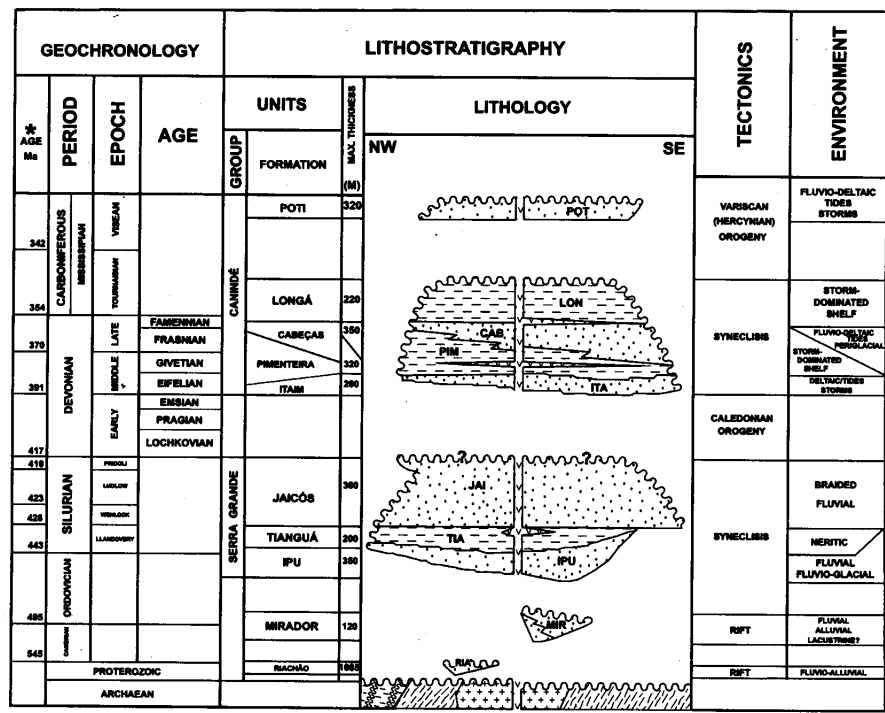 GEOCHRONOLOGY
LITHOSTRATIGRAPHY
TECTONICS
ENVIRONMENT
*
AGE
Ma
PERIOD
EPOCH
AGE
UNITS
GROUP
FORMATION
MAX. THICKNESS
(M)
LITHOLOGY
NW
SE
342
354
379
391
417
419
423
428
443
495
545
CARBONIFEROUS
MISSISSIPIAN
DEVONIAN
SILURIAN
ORDOVICIAN
CAMBRIAN
PROTEROZOIC
ARCHAEAN
VISEAN
TOURNAISIAN
LATE
MIDDLE
EARLY
PRIDOLI
LUDLOW
WENLOCK
LLANDOVERY
FAMENNIAN
FRASNIAN
GIVETIAN
EIFELIAN
EMSIAN
PRAGIAN
LOCHKOVIAN
CANINDÉ
SERRA GRANDE
POTI
320
LONGÁ
220
CABEÇAS
350
PIMENTEIRA
320
ITAIM
JAICÓS
TIANGUÁ
200
IPU
350
MIRADOR
120
RIACHÃO
POT
LON
CAB
PIM
ITA
?
?
JAI
TIA
IPU
MIR
RIA
VARISCAN
(HERCYNIAN)
OROGENY
SYNECLISIS
CALEDONIAN
OROGENY
SYNECLISIS
RIFT
RIFT
FLUVIO-DELTAIC
TIDES
STORMS
STORM-
DOMINATED
SHELF
FLUVIO-DELTAIC
TIDES
PERIGLACIAL
STORM-
DOMINATED
SHELF
DELTAIC/TIDES
STORMS
BRAIDED
FLUVIAL
NERITIC
FLUVIAL
FLUVIO-GLACIAL
FLUVIAL
ALLUVIAL
LACUSTRINE?
FLUVIO-ALLUVIAL